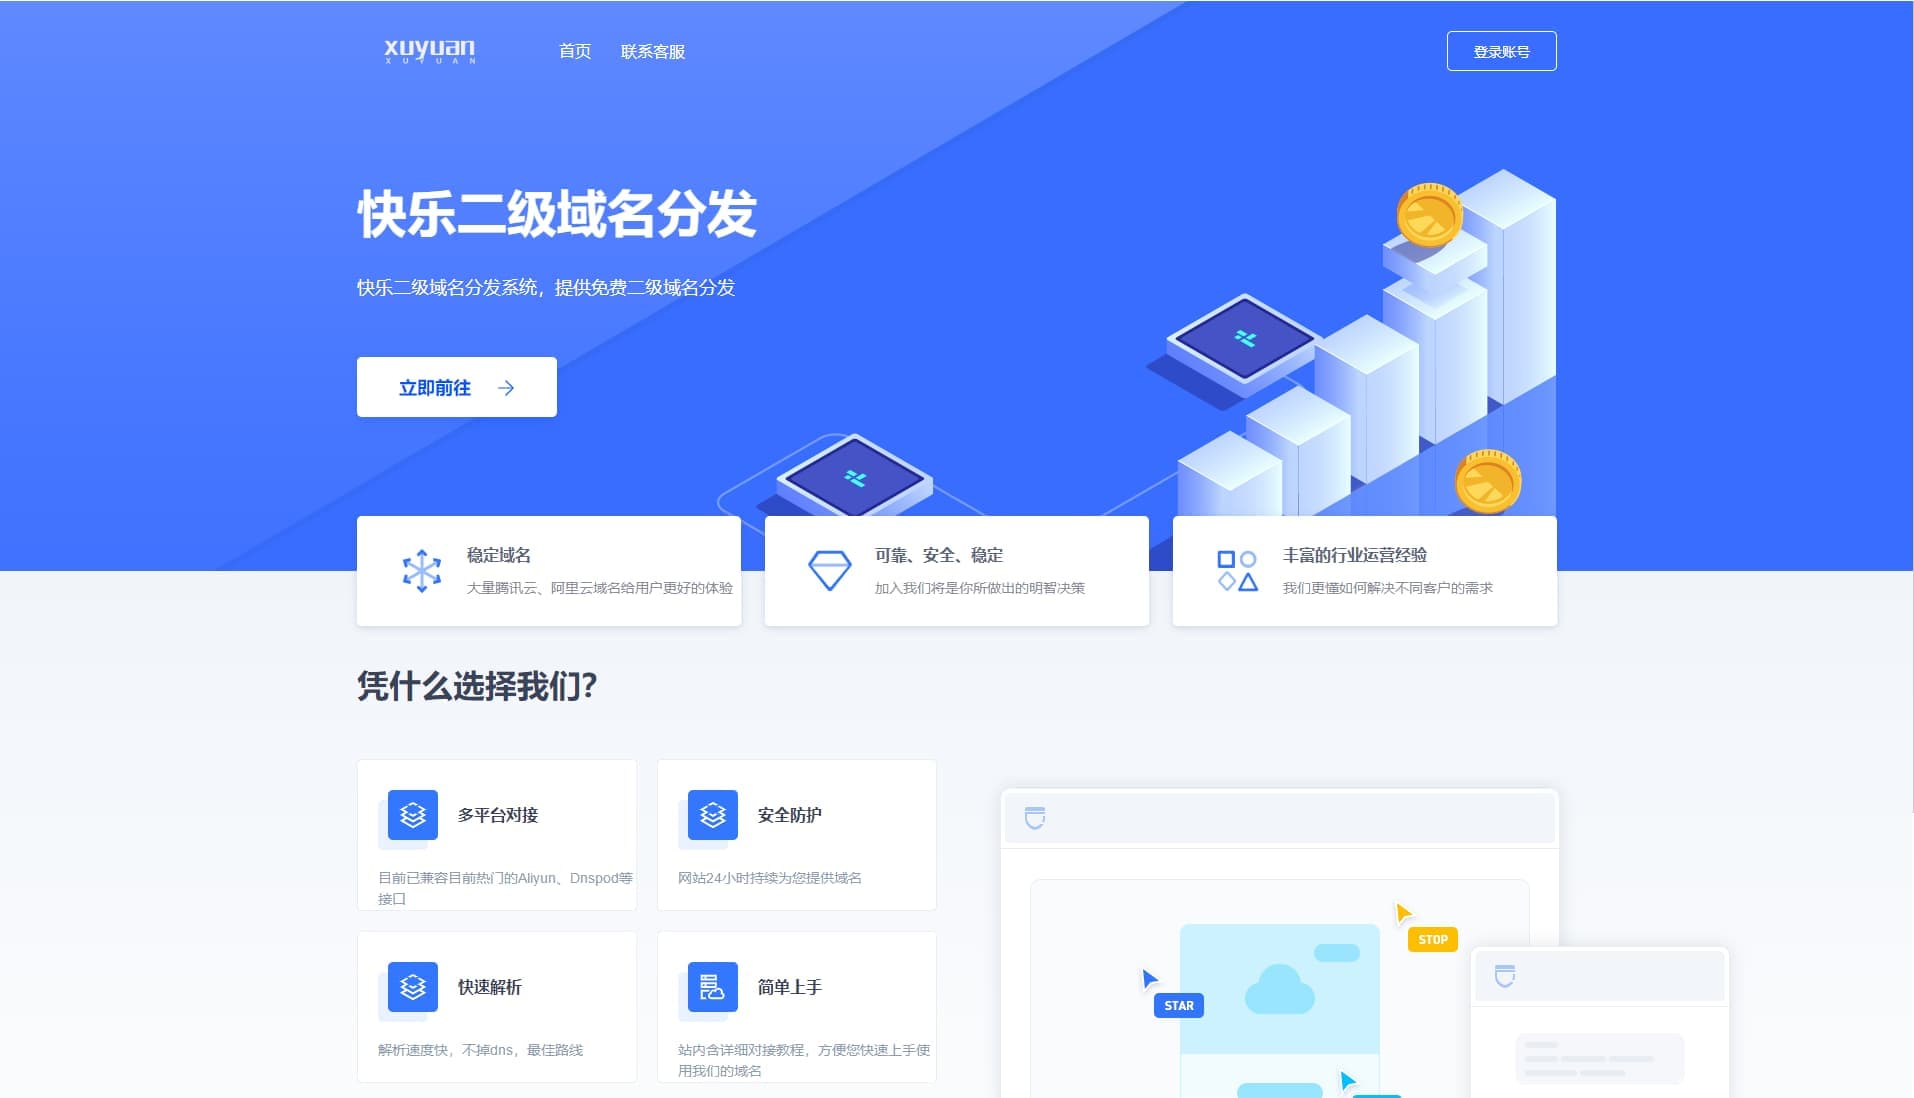 xuyuan
X U Y U A N
首页
联系客服
登录账号
快乐二级域名分发
快乐二级域名分发系统，提供免费二级域名分发
立即前往
稳定域名
大量腾讯云、阿里云域名给用户更好的体验
可靠、安全、稳定
加入我们将是你所做出的明智决策
丰富的行业运营经验
我们更懂如何解决不同客户的需求
凭什么选择我们？
多平台对接
目前已兼容目前热门的Aliyun、Dnspod等
接口
安全防护
网站24小时持续为您提供域名
快速解析
解析速度快，不掉dns，最佳路线
简单上手
站内含详细对接教程，方便您快速上手使
用我们的域名
STOP
STAR